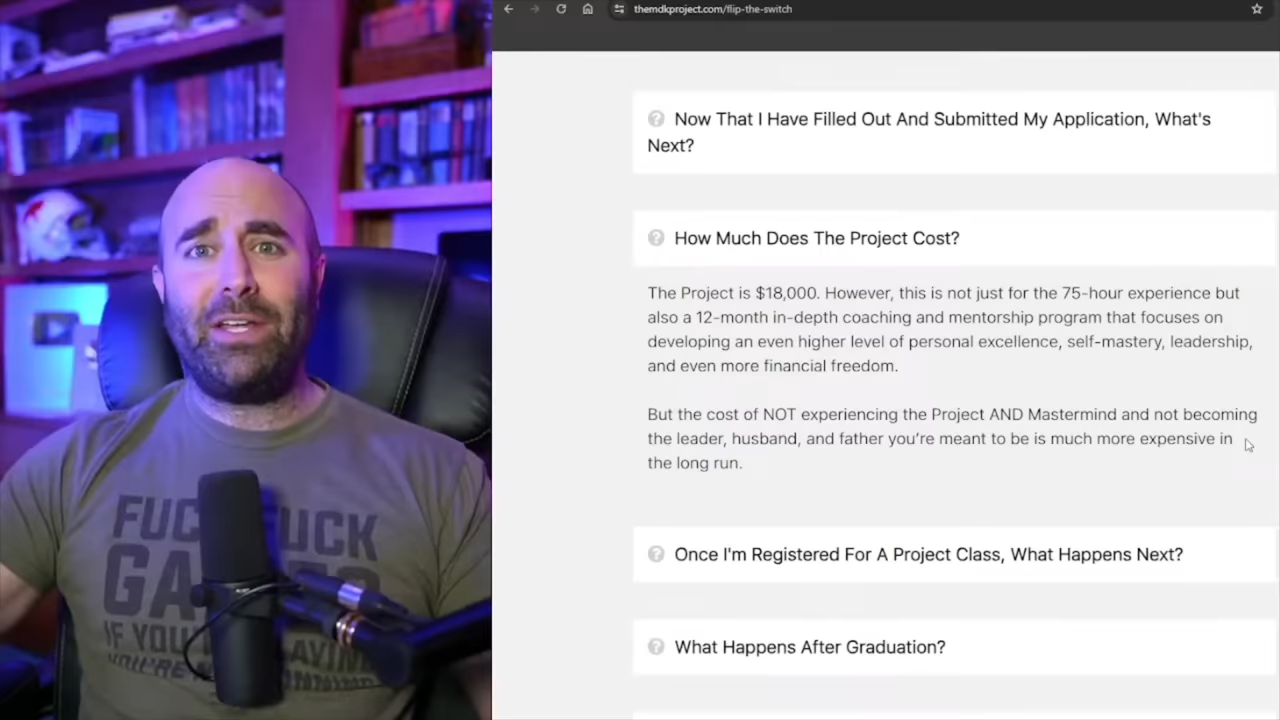 themdkproject.com/flip-the-switch
Now That I Have Filled Out And Submitted My Application, What's
Next?
How Much Does The Project Cost?
The Project is $18,000. However, this is not just for the 75-hour experience but
also a 12-month in-depth coaching and mentorship program that focuses on
developing an even higher level of personal excellence, self-mastery, leadership,
and even more financial freedom.
But the cost of NOT experiencing the Project AND Mastermind and not becoming
the leader, husband, and father you’re meant to be is much more expensive in
the long run.
Once I'm Registered For A Project Class, What Happens Next?
What Happens After Graduation?
FUCK
IF